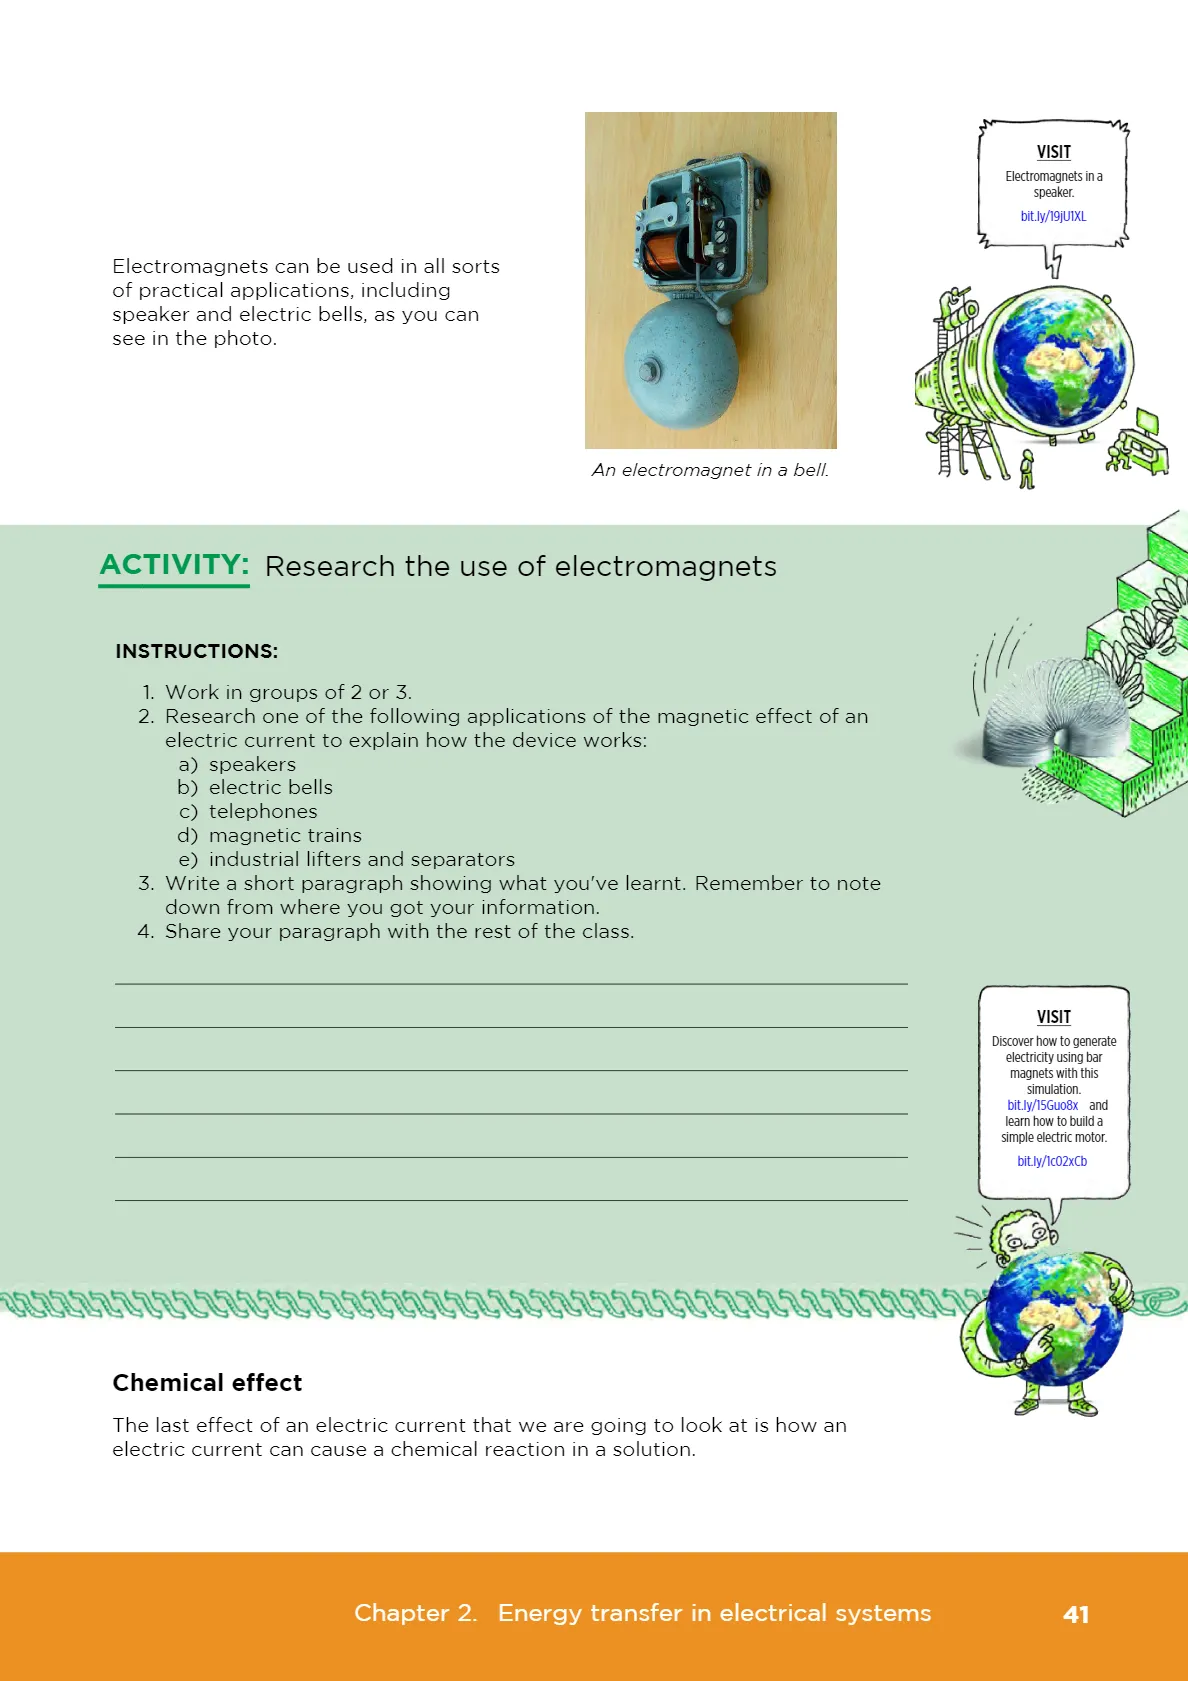 Electromagnets can be used in all sorts
of practical applications, including
speaker and electric bells, as you can
see in the photo.
An electromagnet in a bell.
VISIT
Electromagnets in a
speaker.
bit.ly/19jU1XL
ACTIVITY: Research the use of electromagnets
INSTRUCTIONS:
1. Work in groups of 2 or 3.
2. Research one of the following applications of the magnetic effect of an
electric current to explain how the device works:
a) speakers
b) electric bells
c) telephones
d) magnetic trains
e) industrial lifters and separators
3. Write a short paragraph showing what you've learnt. Remember to note
down from where you got your information.
4. Share your paragraph with the rest of the class.
VISIT
Discover how to generate
electricity using bar
magnets with this
simulation.
bit.ly/15Guo8x and
learn how to build a
simple electric motor.
bit.ly/1c02xCb
Chemical effect
The last effect of an electric current that we are going to look at is how an
electric current can cause a chemical reaction in a solution.
Chapter 2. Energy transfer in electrical systems 41